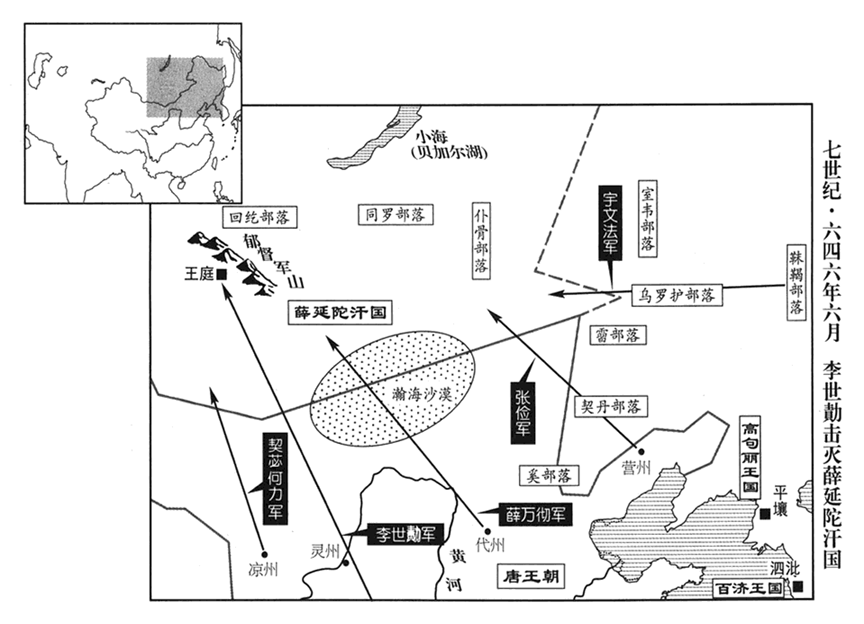 七世纪·六四六年六月 李世勣击灭薛延陀汗国
小海
(贝加尔湖)
回纥部落
同罗部落
仆骨部落
宇文法军
室韦部落
靺鞨部落
郁督军山
王庭
薛延陀汗国
乌罗护部落
霫部落
瀚海沙漠
张俭军
契丹部落
高句丽王国
契苾何力军
奚部落
营州
平壤
薛万彻军
李世勣军
代州
灵州
凉州
黄河
唐王朝
泗沘
百济王国